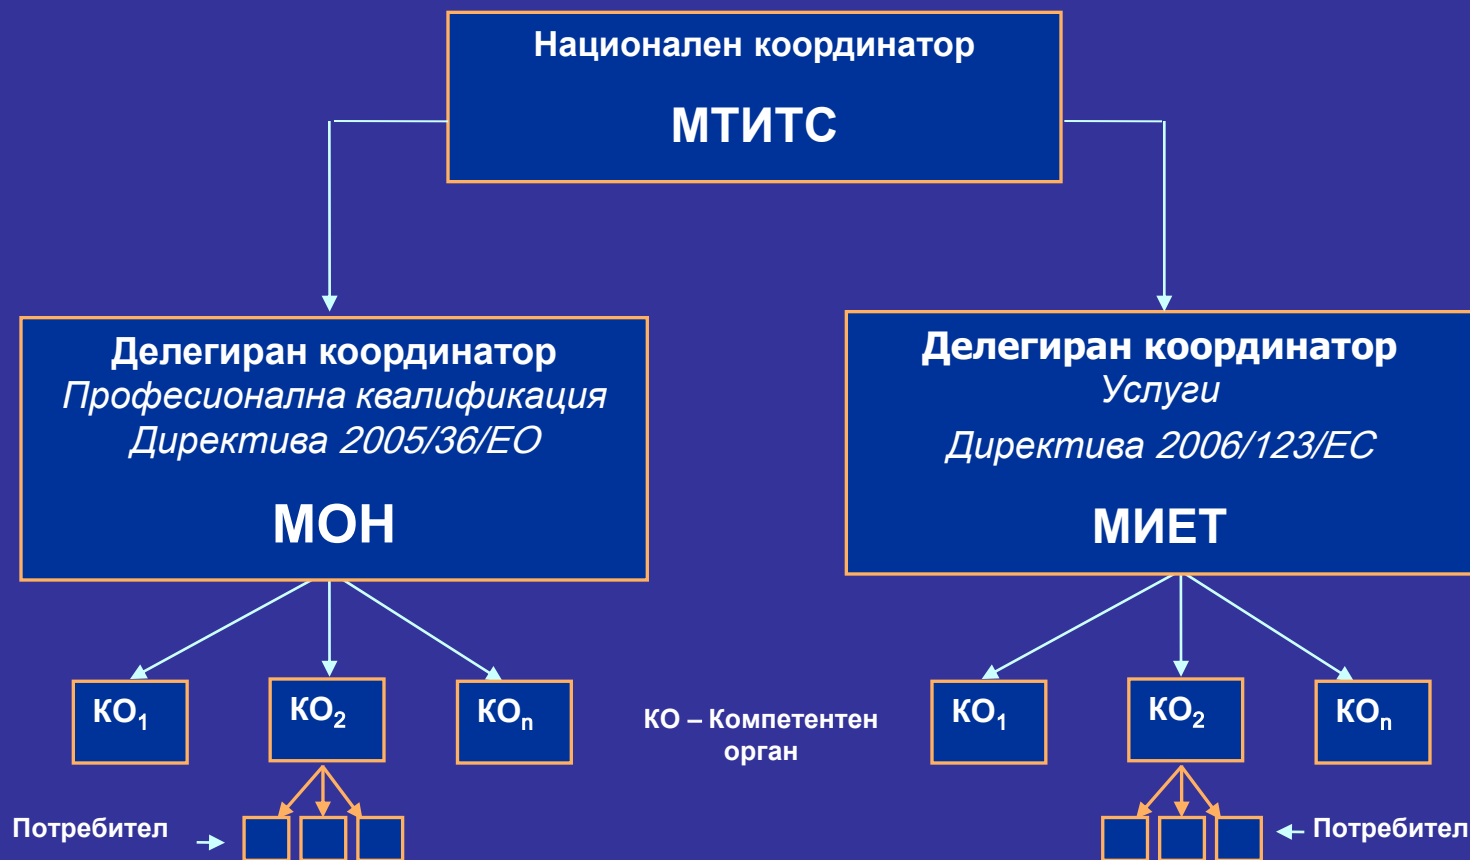 Национален координатор
МТИТС
Делегиран координатор
Професионална квалификация
Директива 2005/36/ЕО
МОН
Делегиран координатор
Услуги
Директива 2006/123/ЕС
МИЕТ
КО1
КО2
КОn
КО – Компетентен
орган
КО1
КО2
КОn
Потребител
Потребител